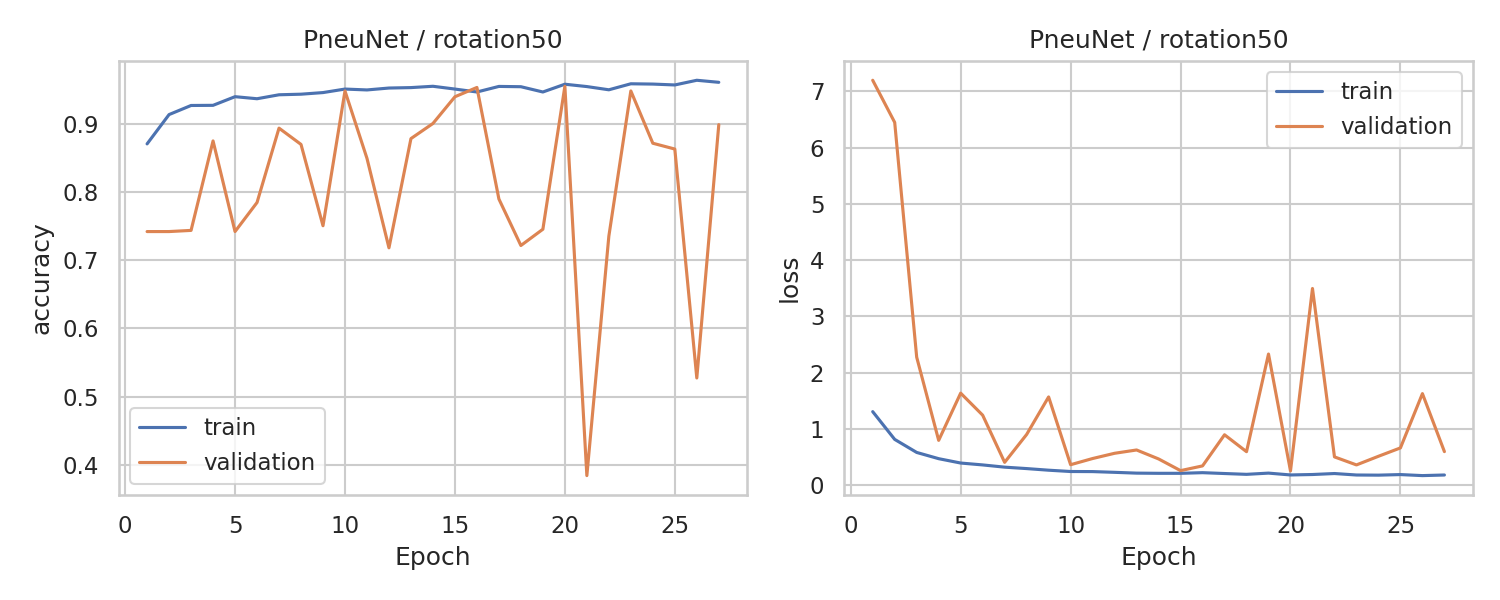 PneuNet / rotation50
accuracy
0.9
0.8
0.7
0.6
0.5
0.4
train
validation
0 5 10 15 20 25
Epoch
PneuNet / rotation50
loss
7
6
5
4
3
2
1
0
train
validation
0 5 10 15 20 25
Epoch